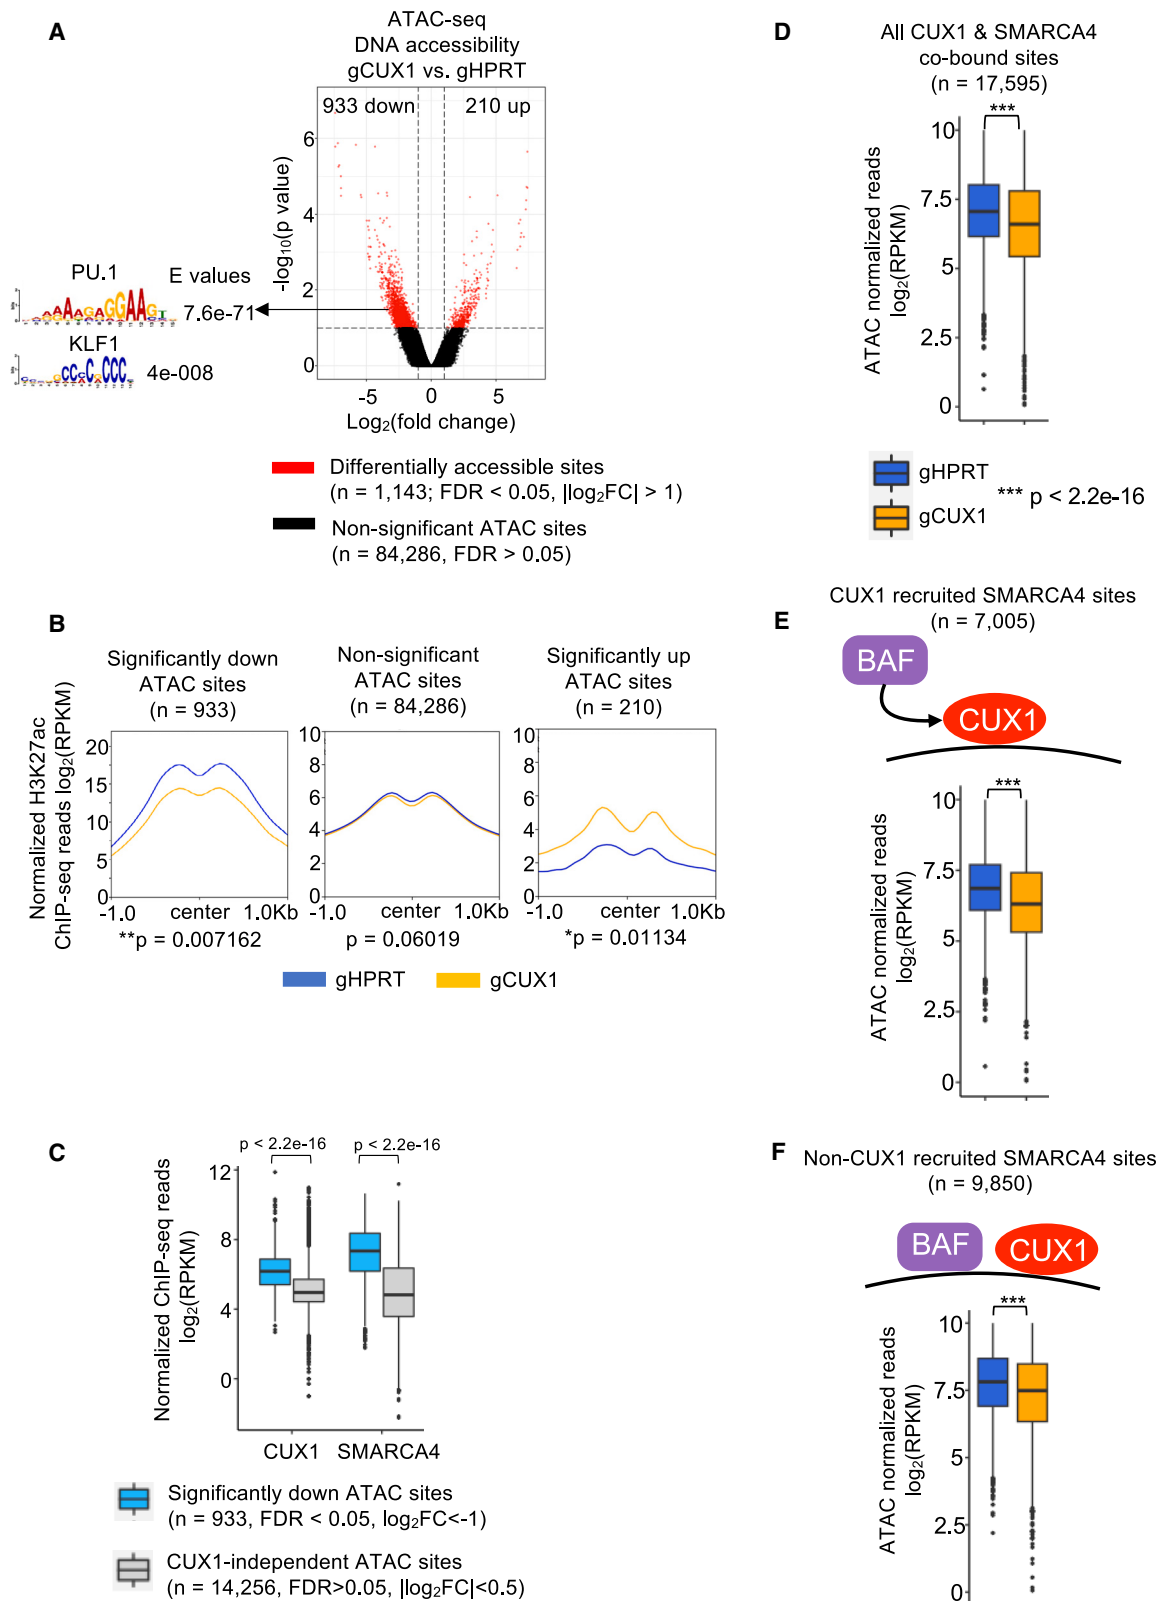 A
ATAC-seq
DNA accessibility
gCUX1 vs. gHPRT
933 down
210 up
-log10(p value)
6
4
2
0
-5
0
5
Log2(fold change)
PU.1
E values
7.6e-71
KLF1
4e-008
Differentially accessible sites
(n = 1,143; FDR < 0.05, |log2FC| > 1)
Non-significant ATAC sites
(n = 84,286, FDR > 0.05)
B
Significantly down
ATAC sites
(n = 933)
Non-significant
ATAC sites
(n = 84,286)
Significantly up
ATAC sites
(n = 210)
Normalized H3K27ac
ChIP-seq reads log2(RPKM)
20
15
10
5
0
10
8
6
4
2
0
10
8
6
4
2
0
-1.0 center 1.0Kb
-1.0 center 1.0Kb
-1.0 center 1.0Kb
**p = 0.007162
p = 0.06019
*p = 0.01134
gHPRT
gCUX1
C
p < 2.2e-16
p < 2.2e-16
Normalized ChIP-seq reads
log2(RPKM)
12
8
4
0
CUX1
SMARCA4
Significantly down ATAC sites
(n = 933, FDR < 0.05, log2FC<-1)
CUX1-independent ATAC sites
(n = 14,256, FDR>0.05, |log2FC|<0.5)
D
All CUX1 & SMARCA4
co-bound sites
(n = 17,595)
***
ATAC normalized reads
log2(RPKM)
10
7.5
5
2.5
0
gHPRT
gCUX1
*** p < 2.2e-16
E
CUX1 recruited SMARCA4 sites
(n = 7,005)
BAF
CUX1
***
ATAC normalized reads
log2(RPKM)
10
7.5
5
2.5
0
F
Non-CUX1 recruited SMARCA4 sites
(n = 9,850)
BAF
CUX1
***
ATAC normalized reads
log2(RPKM)
10
7.5
5
2.5
0